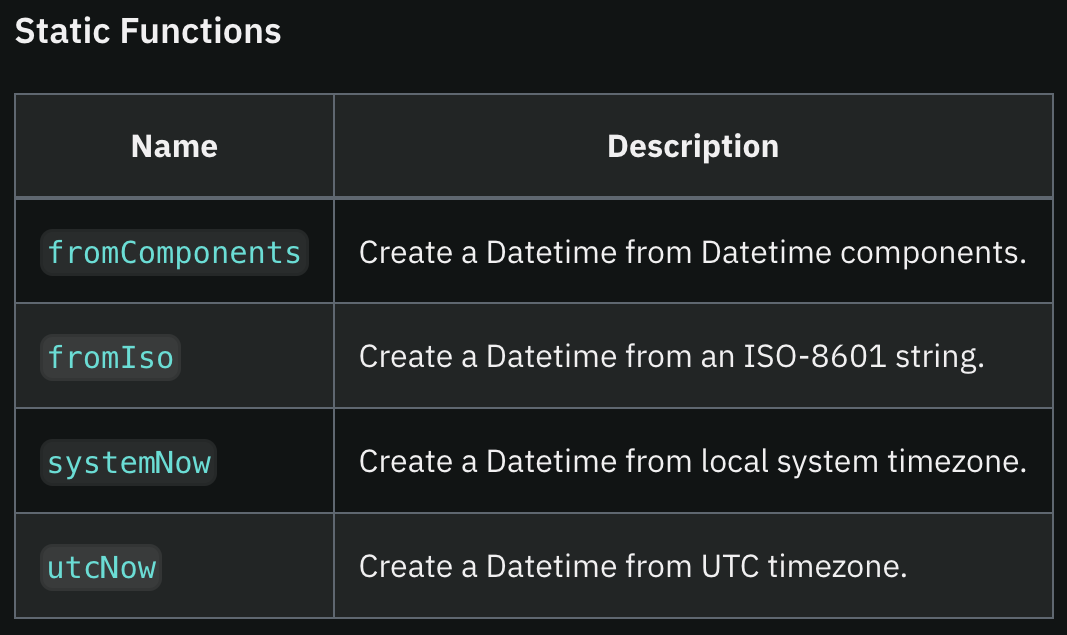 Static Functions
Name Description
fromComponents Create a Datetime from Datetime components.
fromIso Create a Datetime from an ISO-8601 string.
systemNow Create a Datetime from local system timezone.
utcNow Create a Datetime from UTC timezone.